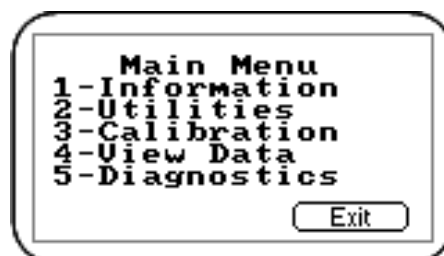 Main Menu
1-Information
2-Utilities
3-Calibration
4-View Data
5-Diagnostics
Exit